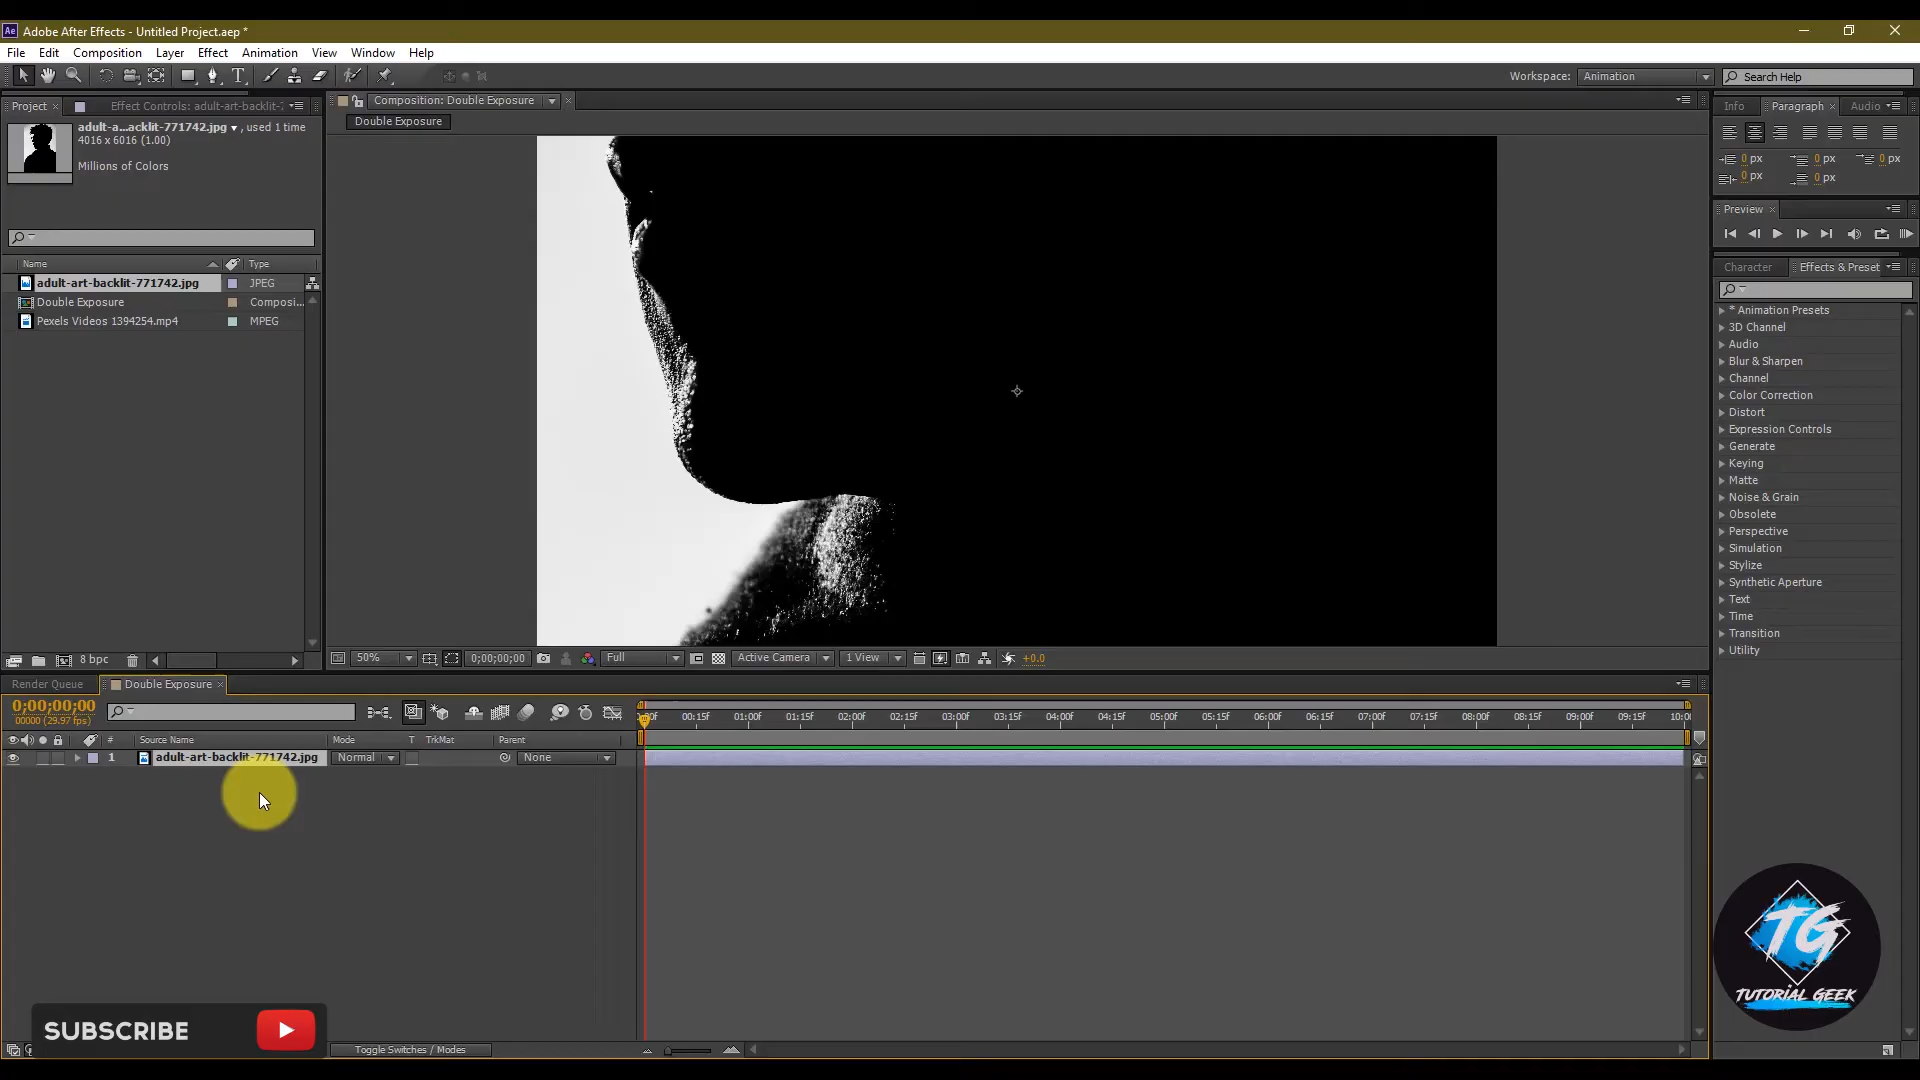 Ae Adobe After Effects - Untitled Project.aep *
File Edit Composition Layer Effect Animation View Window Help
Workspace: Animation
Search Help
Project
Effect Controls: adult-art-backlit-7
adult-a...acklit-771742.jpg , used 1 time
4016 x 6016 (1.00)
Millions of Colors
Name Type
adult-art-backlit-771742.jpg JPEG
Double Exposure Composi...
Pexels Videos 1394254.mp4 MPEG
8 bpc
Composition: Double Exposure
Double Exposure
50% 0;00;00;00 Full Active Camera 1 View +0.0
Info Paragraph Audio
0 px 0 px 0 px
0 px 0 px
Preview
Character Effects & Preset
* Animation Presets
3D Channel
Audio
Blur & Sharpen
Channel
Color Correction
Distort
Expression Controls
Generate
Keying
Matte
Noise & Grain
Obsolete
Perspective
Simulation
Stylize
Synthetic Aperture
Text
Time
Transition
Utility
Render Queue Double Exposure
0;00;00;00
00000 (29.97 fps)
00:15f 01:00f 01:15f 02:00f 02:15f 03:00f 03:15f 04:00f 04:15f 05:00f 05:15f 06:00f 06:15f 07:00f 07:15f 08:00f 08:15f 09:00f 09:15f 10:00
# Source Name Mode T TrkMat Parent
1 adult-art-backlit-771742.jpg Normal None
Toggle Switches / Modes
SUBSCRIBE
TG
TUTORIAL GEEK